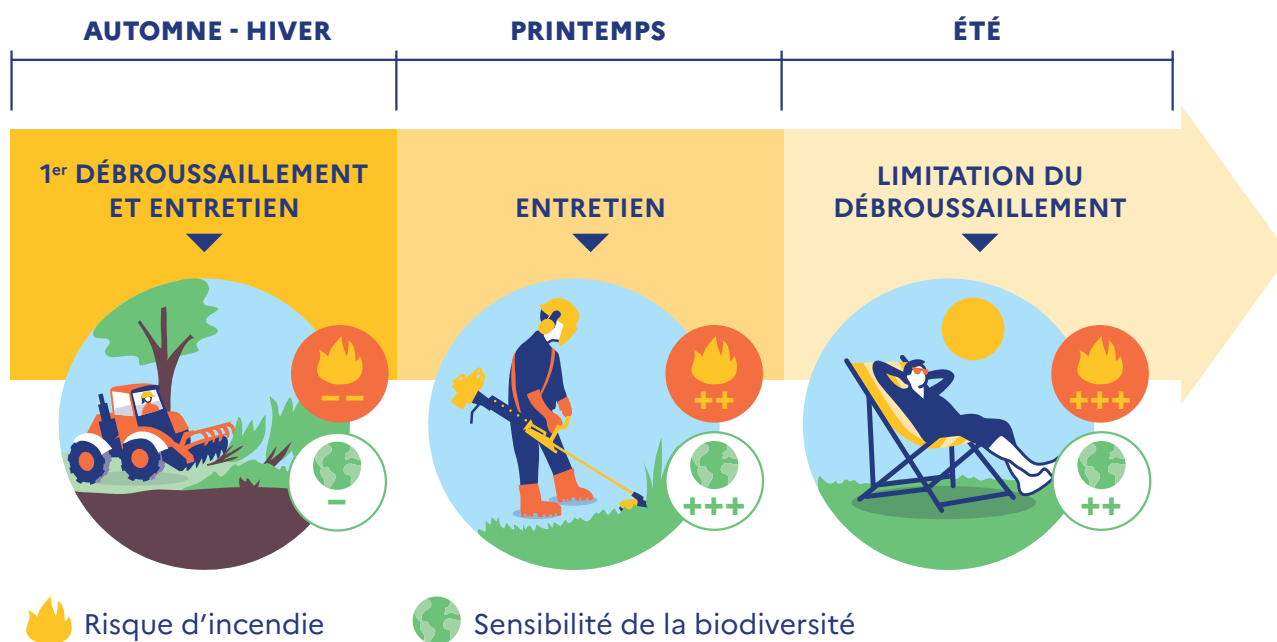 AUTOMNE - HIVER
PRINTEMPS
ÉTÉ
1er DÉBROUSSAILLEMENT
ET ENTRETIEN
ENTRETIEN
LIMITATION DU
DÉBROUSSAILLEMENT
--
-
++
+++
+++
++
Risque d'incendie
Sensibilité de la biodiversité